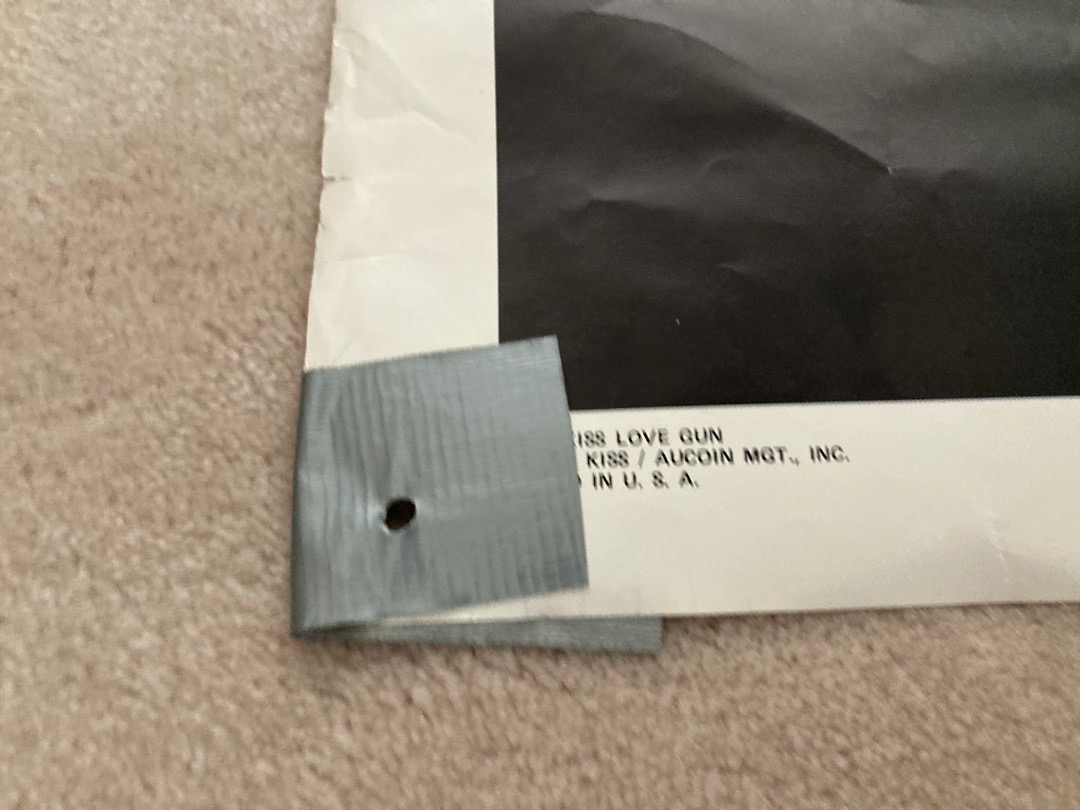 ISS LOVE GUN
KISS / AUCOIN MGT., INC.
IN U. S. A.